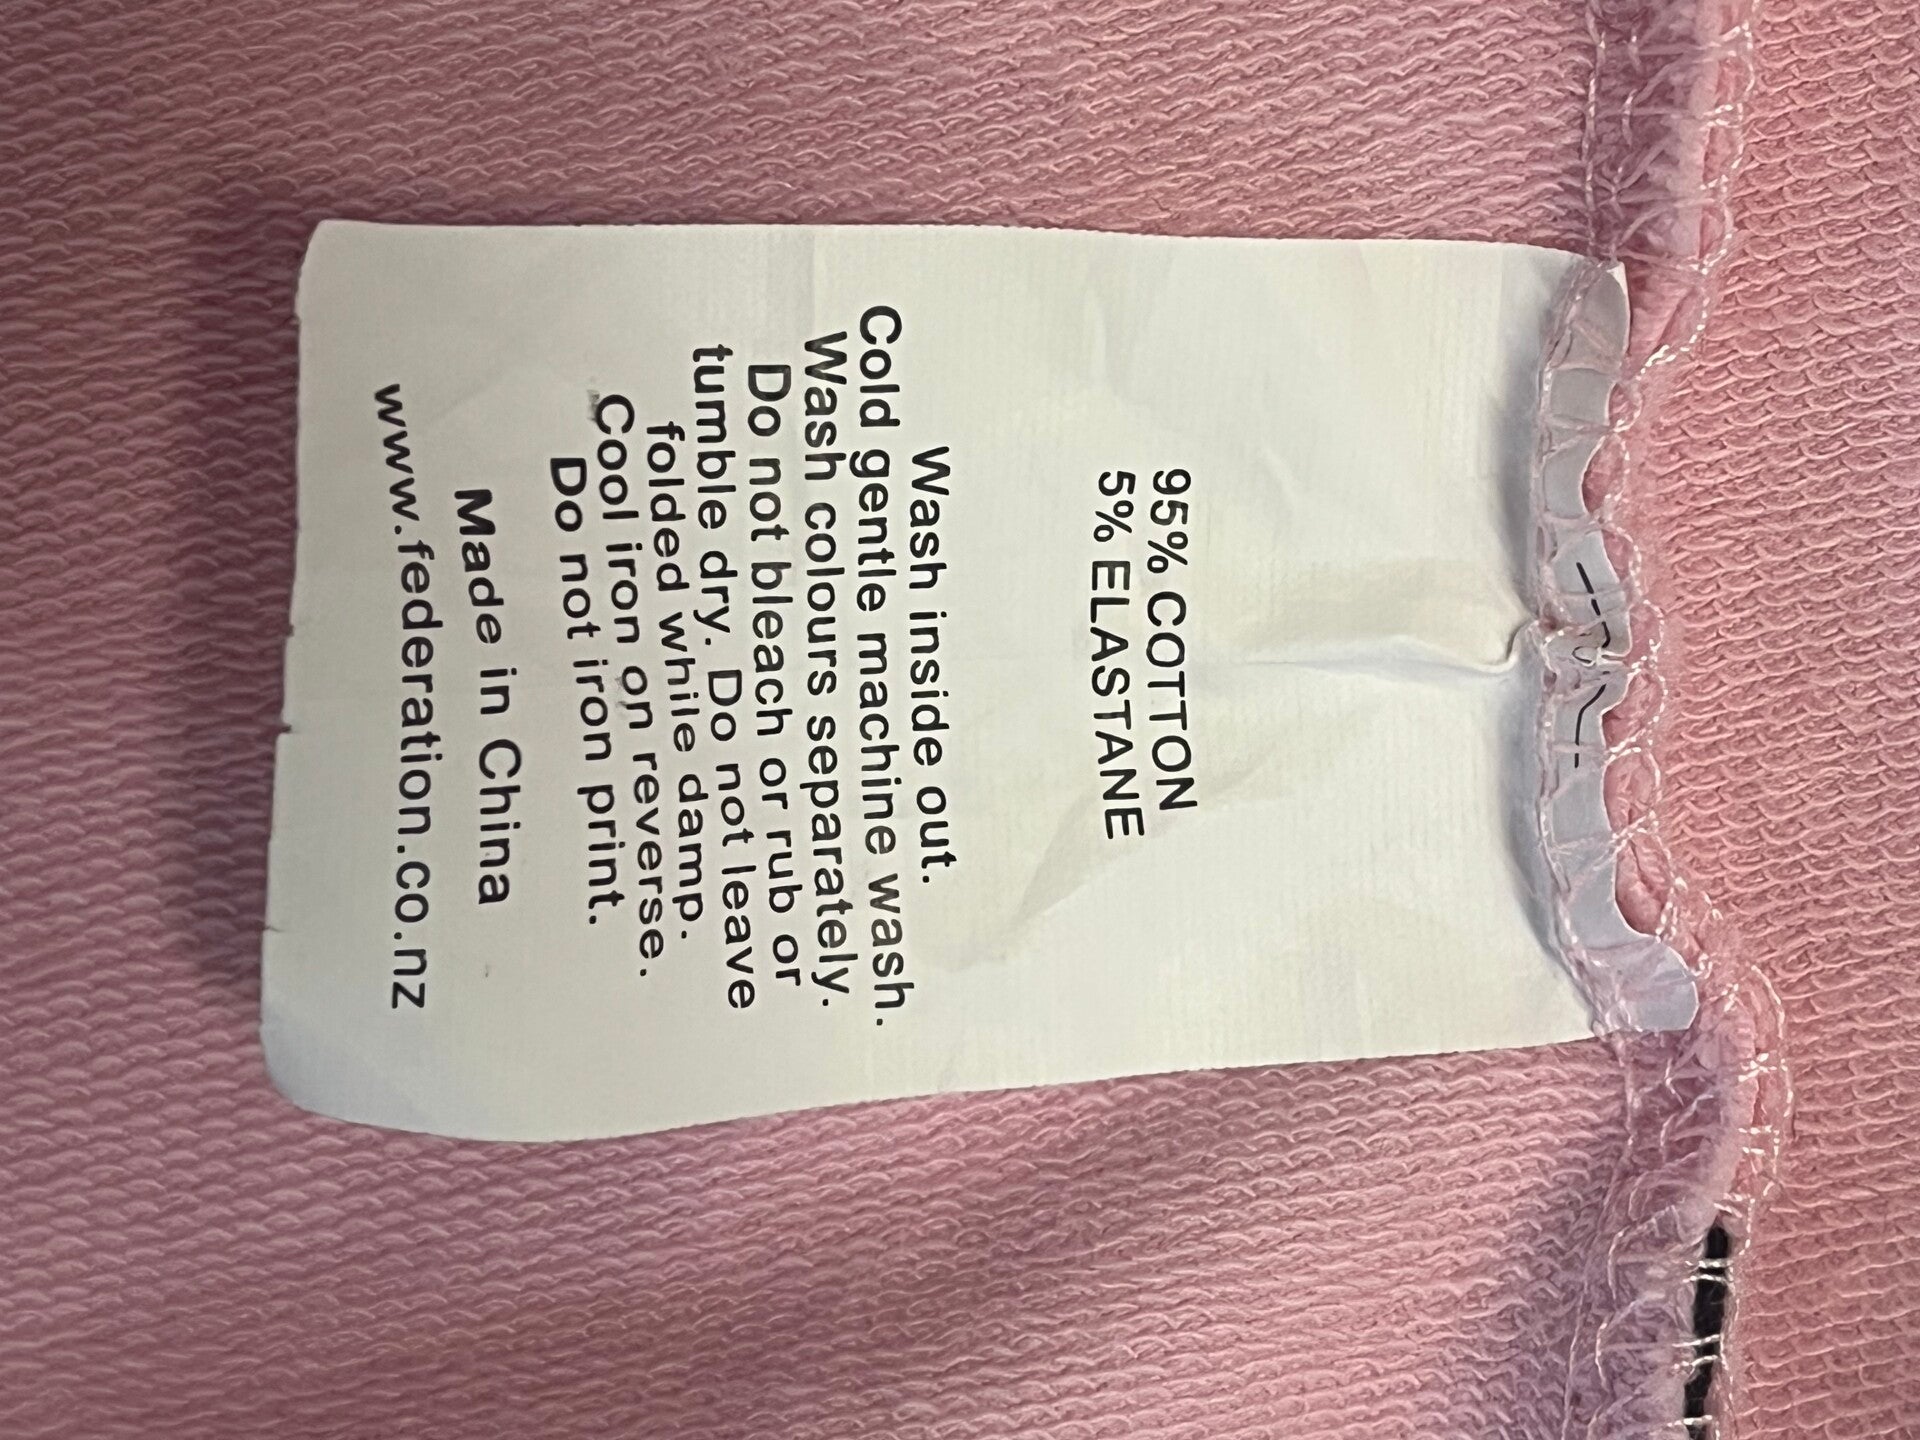 95% COTTON
5% ELASTANE
Wash inside out.
Cold gentle machine wash.
Wash colours separately.
Do not bleach or rub or
tumble dry. Do not leave
folded while damp.
Cool iron on reverse.
Do not iron print.
Made in China
www.federation.co.nz